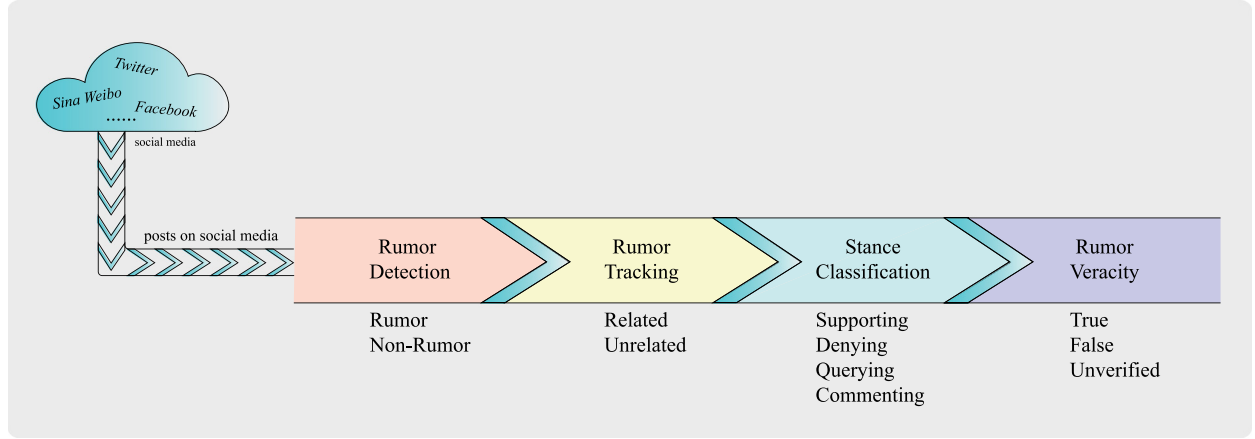 Twitter
Sina Weibo
Facebook
......
social media
posts on social media
Rumor
Detection
Rumor
Tracking
Stance
Classification
Rumor
Veracity
Rumor
Non-Rumor
Related
Unrelated
Supporting
Denying
Querying
Commenting
True
False
Unverified